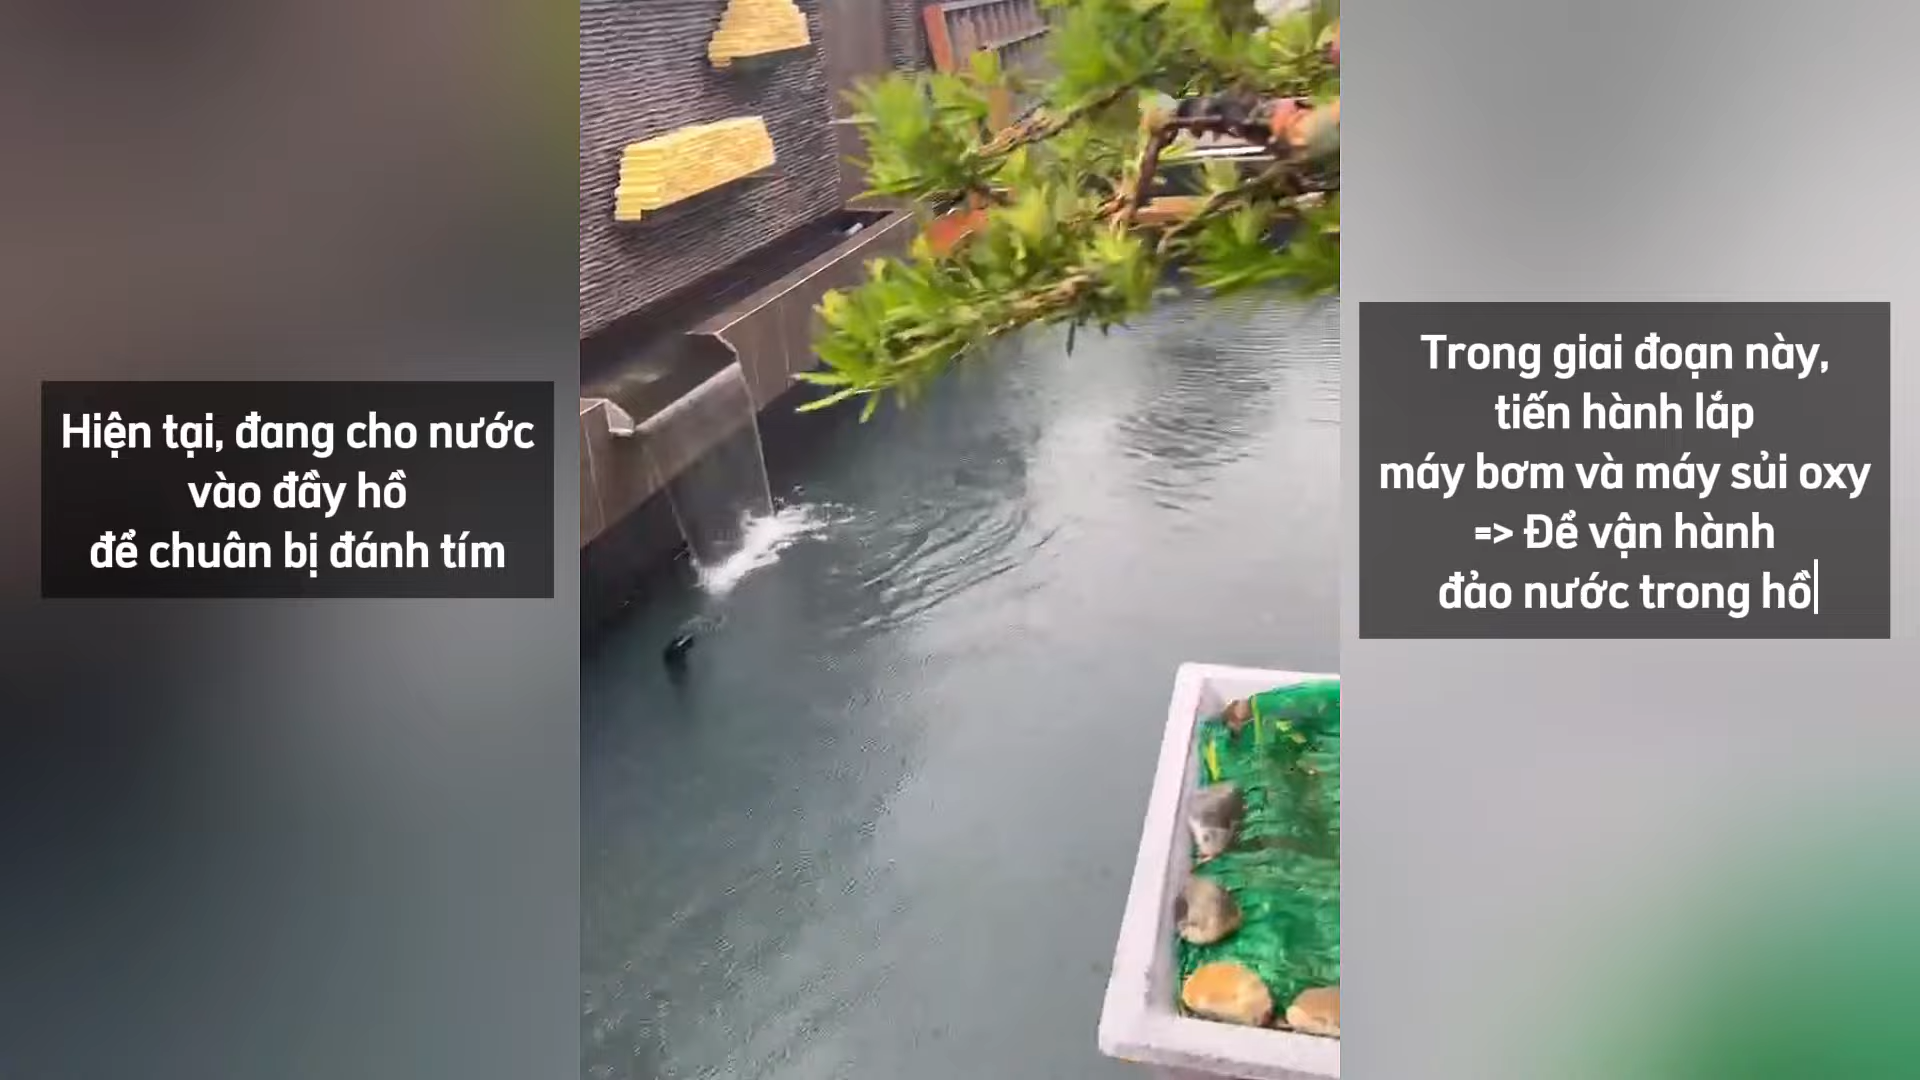 Hiện tại, đang cho nước
vào đầy hồ
để chuân bị đánh tím
Trong giai đoạn này,
tiến hành lắp
máy bơm và máy sủi oxy
=> Để vận hành
đảo nước trong hồ